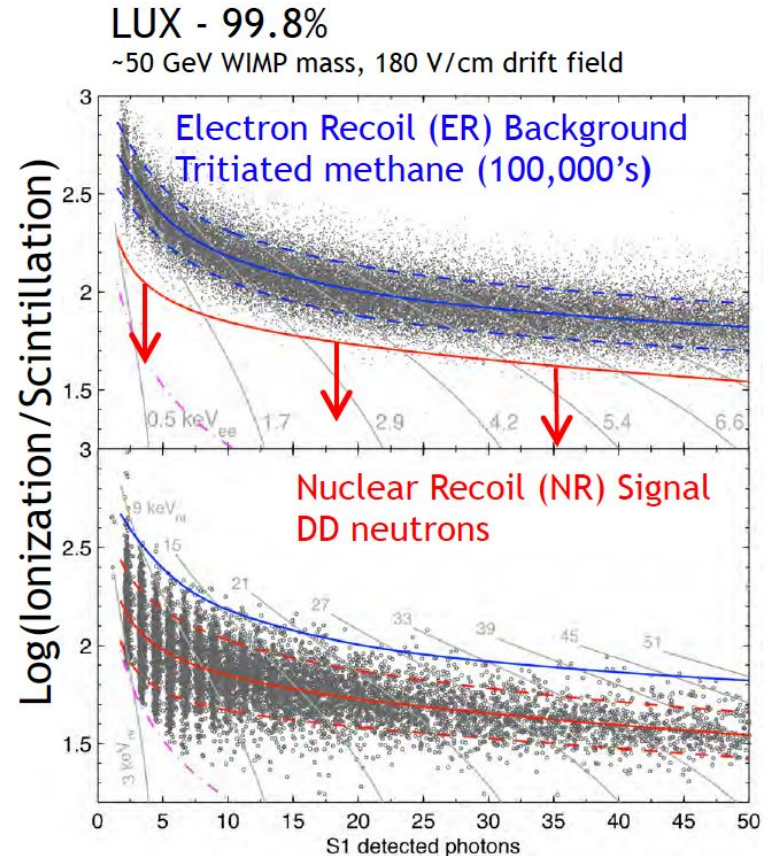 LUX - 99.8%
~50 GeV WIMP mass, 180 V/cm drift field
Log(Ionization/Scintillation)
3
Electron Recoil (ER) Background
Tritiated methane (100,000's)
2.5
2
1.5
0.5 keVee
1.7
2.9
4.2
5.4
6.6
3
Nuclear Recoil (NR) Signal
DD neutrons
9 keVnr
2.5
15
21
27
33
39
45
51
2
1.5
3 keVnr
0 5 10 15 20 25 30 35 40 45 50
S1 detected photons